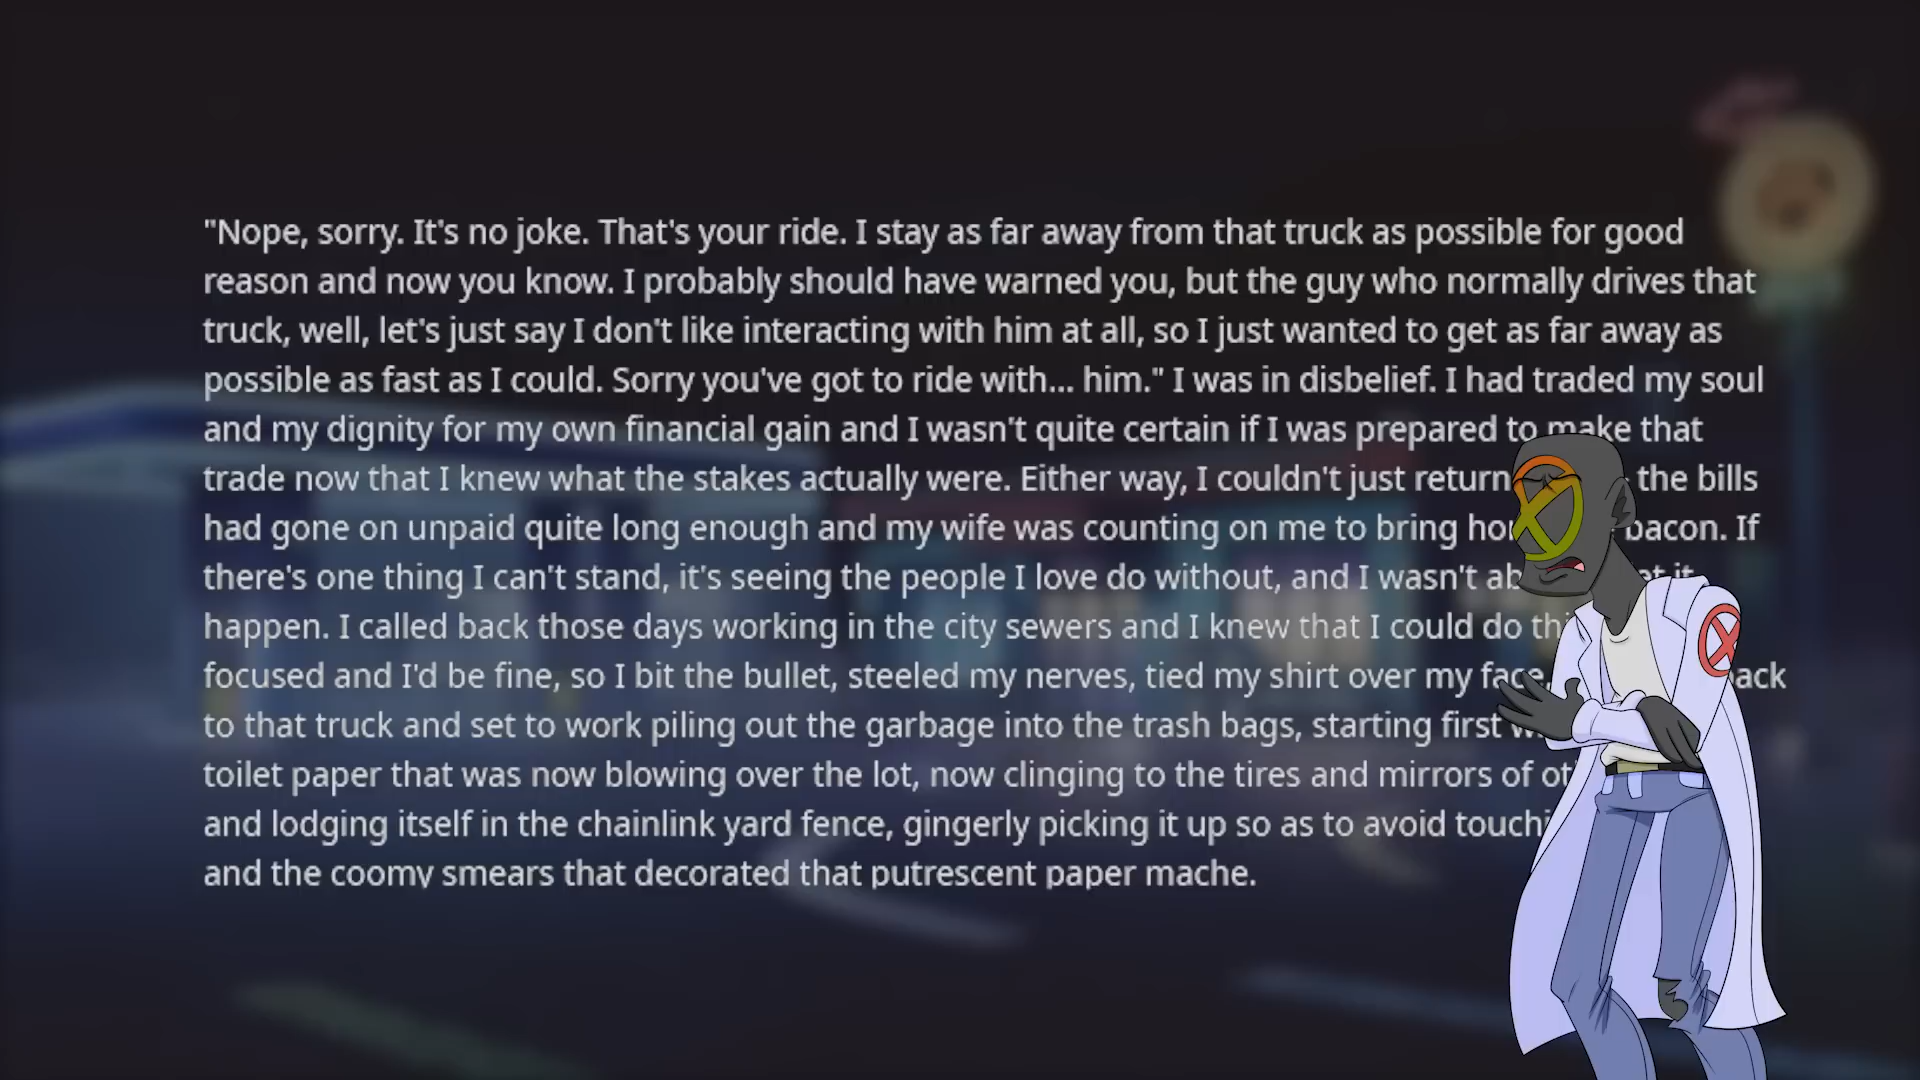 "Nope, sorry. It's no joke. That's your ride. I stay as far away from that truck as possible for good
reason and now you know. I probably should have warned you, but the guy who normally drives that
truck, well, let's just say I don't like interacting with him at all, so I just wanted to get as far away as
possible as fast as I could. Sorry you've got to ride with... him." I was in disbelief. I had traded my soul
and my dignity for my own financial gain and I wasn't quite certain if I was prepared to make that
trade now that I knew what the stakes actually were. Either way, I couldn't just return the bills
had gone on unpaid quite long enough and my wife was counting on me to bring bacon. If
there's one thing I can't stand, it's seeing the people I love do without, and I wasn't it
happen. I called back those days working in the city sewers and I knew that I could do
focused and I'd be fine, so I bit the bullet, steeled my nerves, tied my shirt over my face,
to that truck and set to work piling out the garbage into the trash bags, starting first
toilet paper that was now blowing over the lot, now clinging to the tires and mirrors of
and lodging itself in the chainlink yard fence, gingerly picking it up so as to avoid
and the coomy smears that decorated that putrescent paper mache.